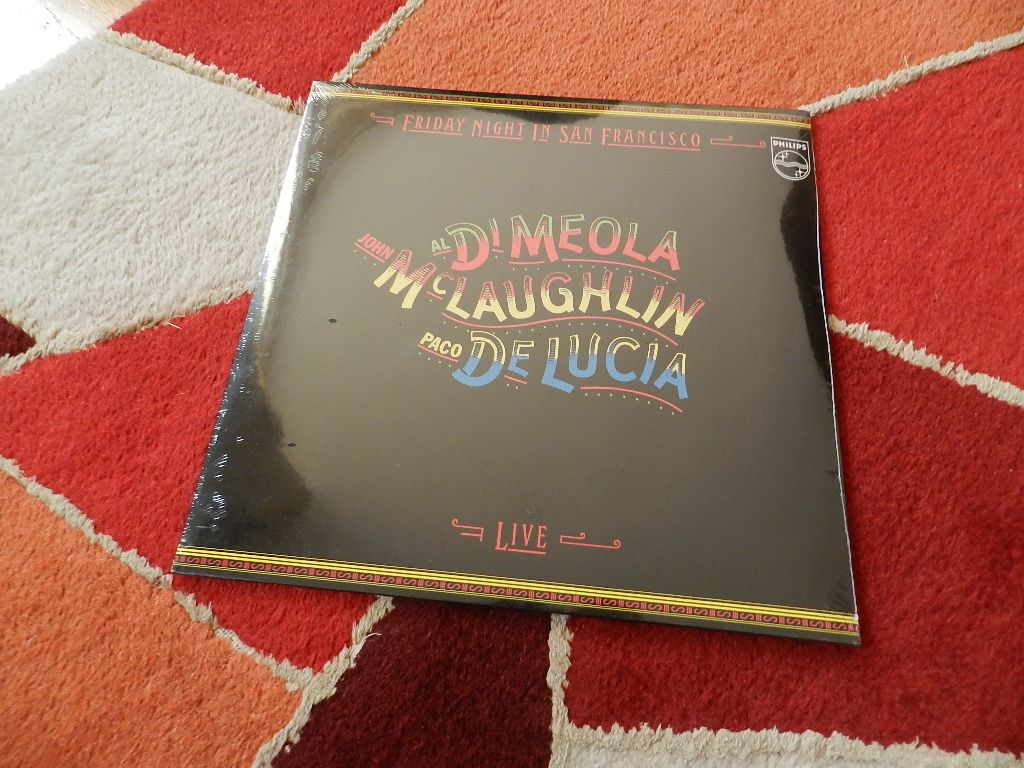 FRIDAY NIGHT IN SAN FRANCISCO
PHILIPS
AL DI MEOLA
JOHN MCLAUGHLIN
PACO DE LUCIA
LIVE